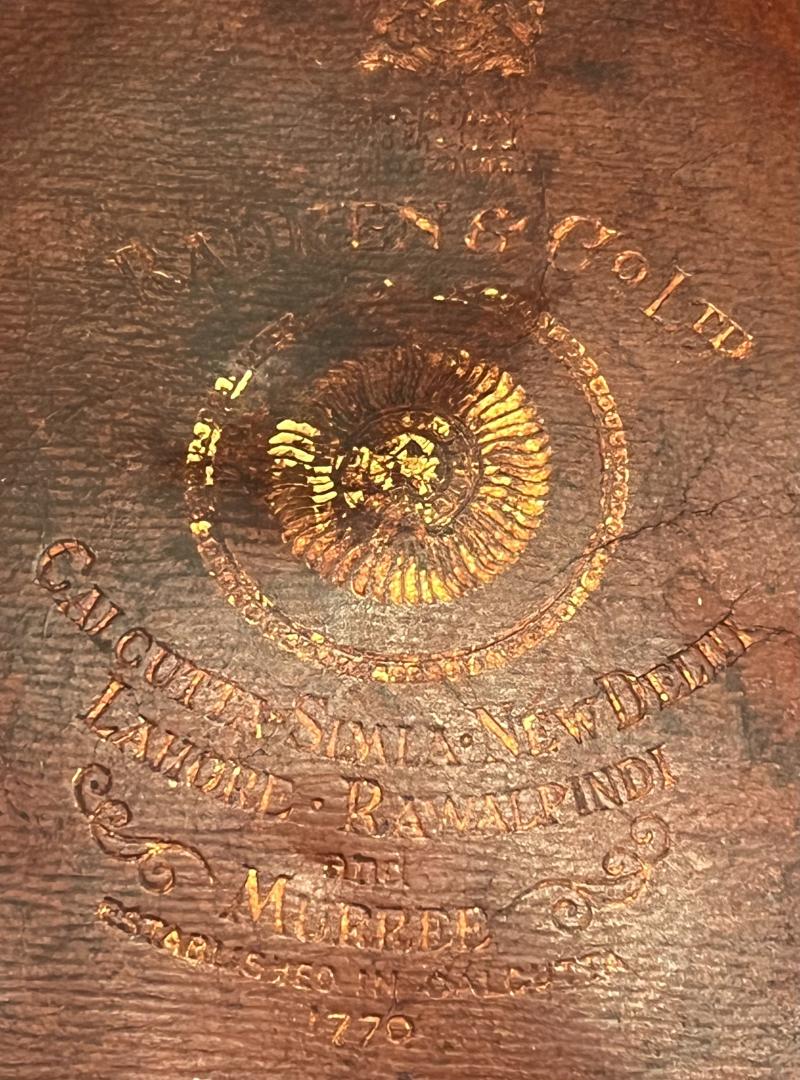 RANKEN & Co LTD
CALCUTTA · SIMLA · NEW DELHI
LAHORE · RAWALPINDI
and
MURREE
ESTABLISHED IN CALCUTTA
1770